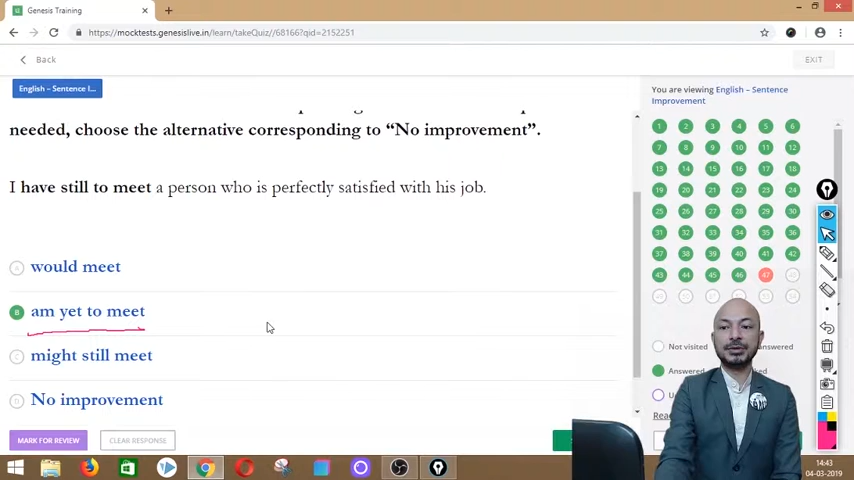 Genesis Training
https://mocktests.genesislive.in/learn/takeQuiz//68166?qid=2152251
Back
EXIT
English – Sentence I...
You are viewing English – Sentence
Improvement
needed, choose the alternative corresponding to “No improvement”.
I have still to meet a person who is perfectly satisfied with his job.
A would meet
B am yet to meet
C might still meet
D No improvement
1 2 3 4 5 6
7 8 9 10 11 12
13 14 15 16 17 18
19 20 21 22 23 24
25 26 27 28 29 30
31 32 33 34 35 36
37 38 39 40 41 42
43 44 45 46 47 48
Not visited
Answered
MARK FOR REVIEW
CLEAR RESPONSE
14:43
04-03-2019